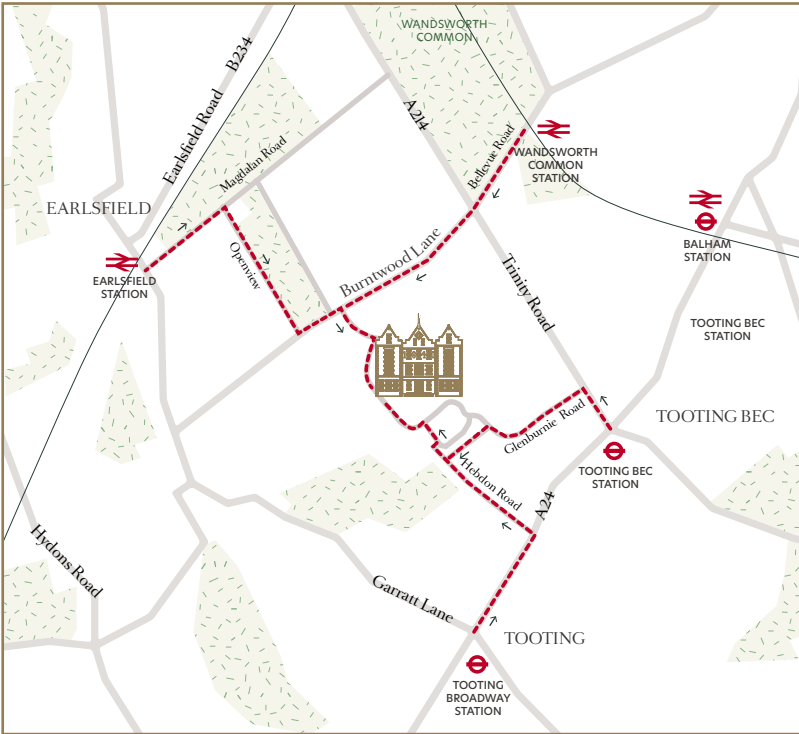 WANDSWORTH
COMMON
B234
Earlsfield Road
A214
Magdalan Road
Bellevue Road
WANDSWORTH
COMMON
STATION
EARLSFIELD
Openview
Burntwood Lane
BALHAM
STATION
EARLSFIELD
STATION
Trinity Road
TOOTING BEC
STATION
TOOTING BEC
Glenburnie Road
TOOTING BEC
STATION
Hebdon Road
A24
Hydons Road
Garratt Lane
TOOTING
TOOTING
BROADWAY
STATION